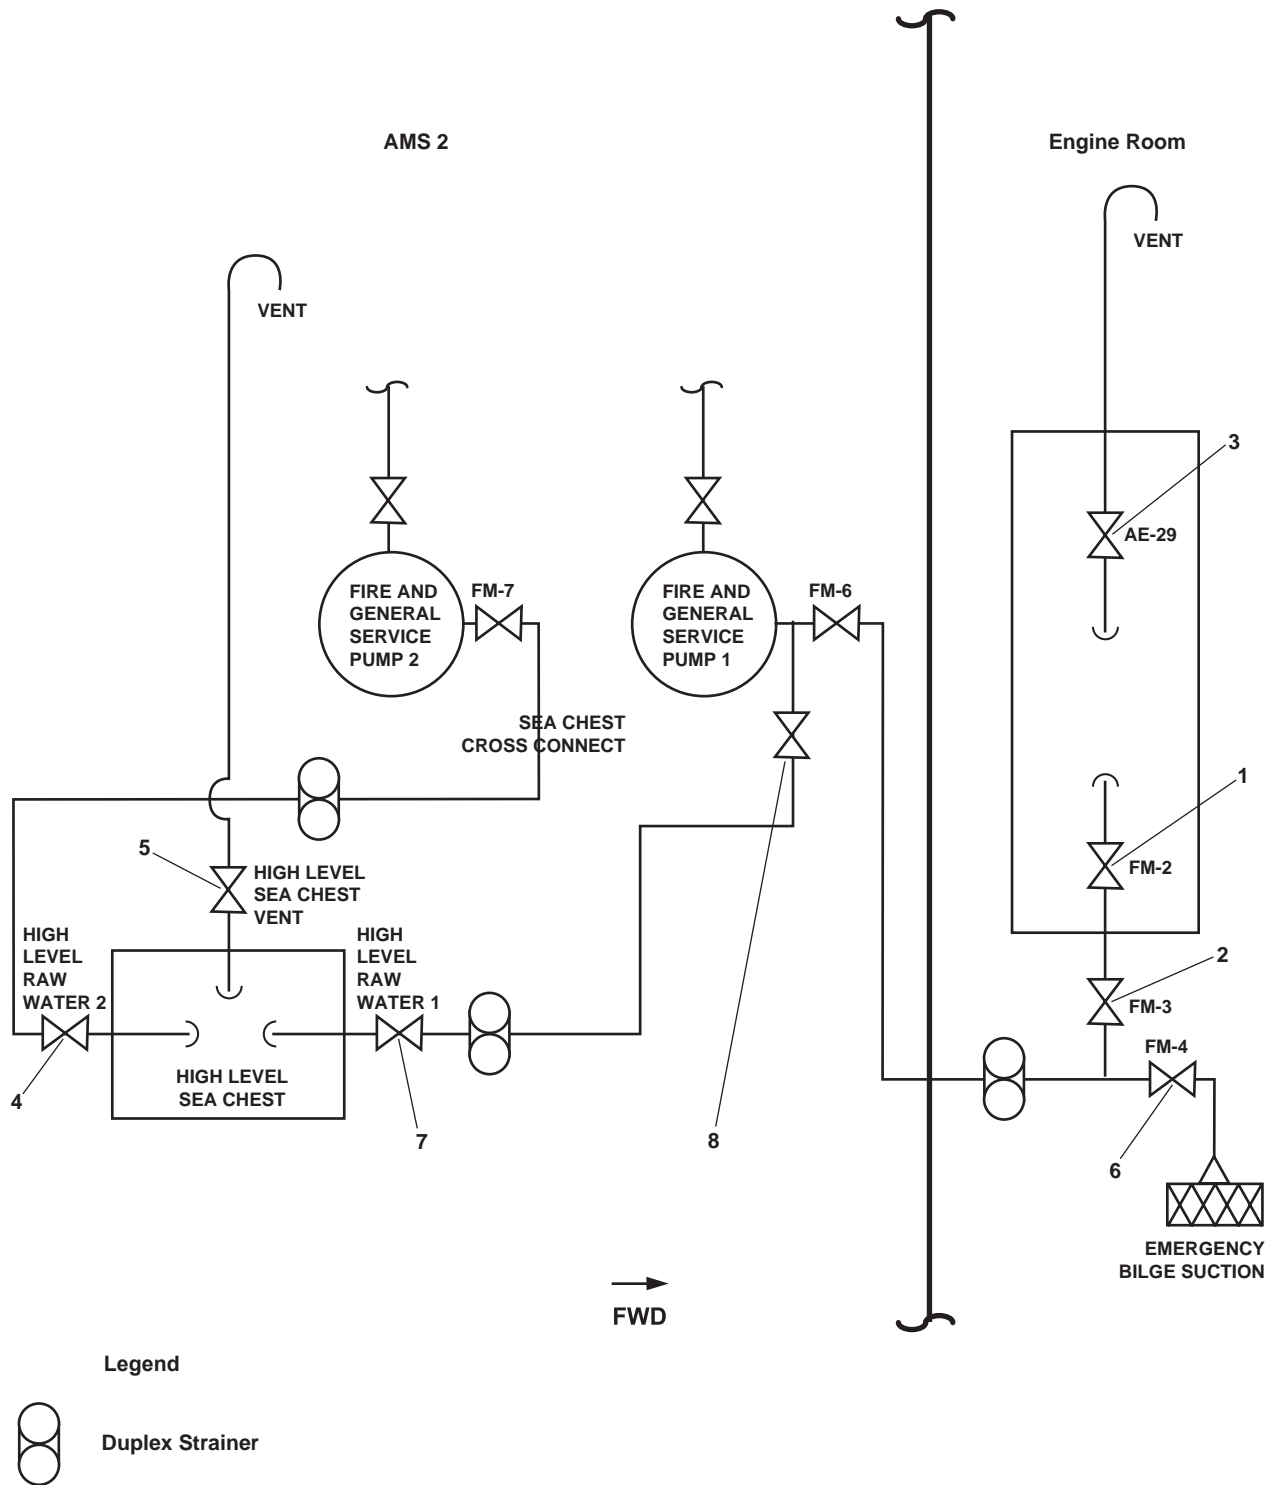 AMS 2
Engine Room
VENT
VENT
3
AE-29
FIRE AND
GENERAL
SERVICE
PUMP 2
FM-7
FIRE AND
GENERAL
SERVICE
PUMP 1
FM-6
SEA CHEST
CROSS CONNECT
1
FM-2
5
HIGH LEVEL
SEA CHEST
VENT
HIGH
LEVEL
RAW
WATER 2
HIGH
LEVEL
RAW
WATER 1
2
FM-3
FM-4
HIGH LEVEL
SEA CHEST
4
7
8
6
EMERGENCY
BILGE SUCTION
FWD
Legend
Duplex Strainer